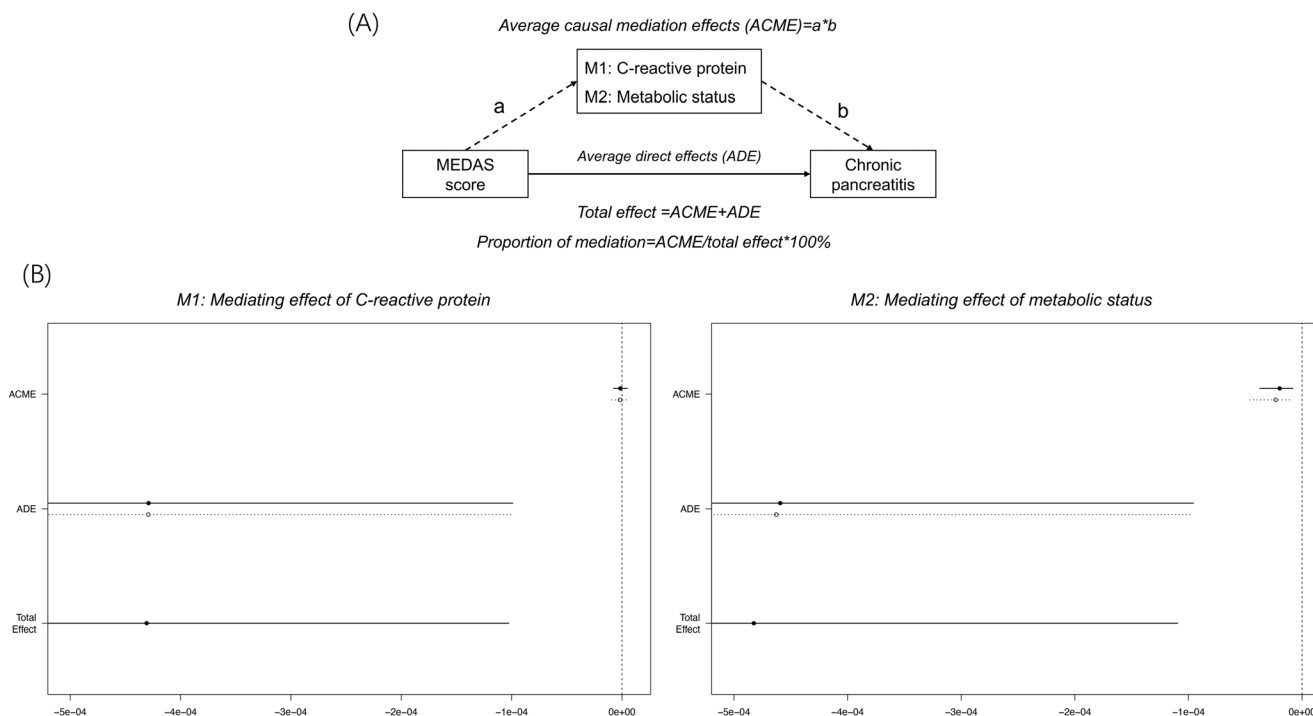 (A)
Average causal mediation effects (ACME)=a*b
M1: C-reactive protein
M2: Metabolic status
a
b
MEDAS
score
Average direct effects (ADE)
Chronic
pancreatitis
Total effect =ACME+ADE
Proportion of mediation=ACME/total effect*100%
(B)
M1: Mediating effect of C-reactive protein
ACME
ADE
Total
Effect
−5e−04 −4e−04 −3e−04 −2e−04 −1e−04 0e+00
M2: Mediating effect of metabolic status
ACME
ADE
Total
Effect
−5e−04 −4e−04 −3e−04 −2e−04 −1e−04 0e+00